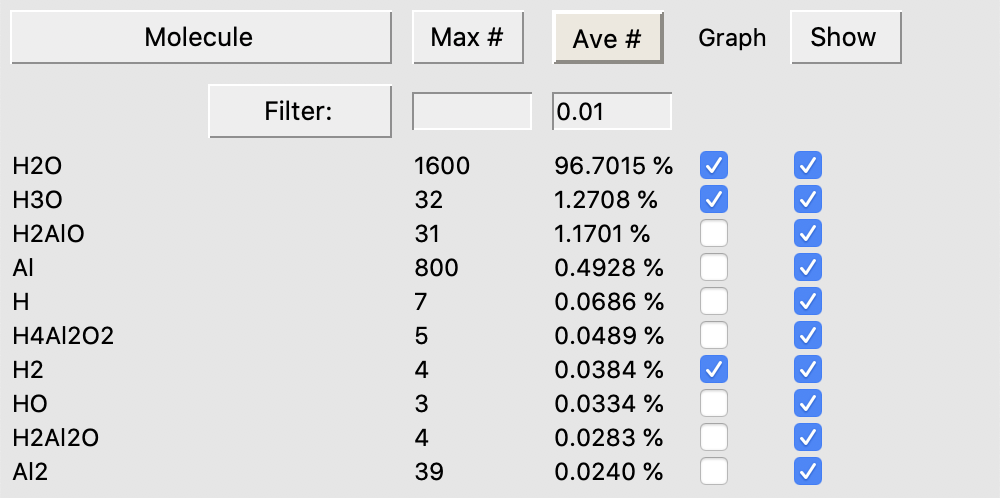 Molecule Max # Ave # Graph Show
Filter: 0.01
H2O 1600 96.7015 %
H3O 32 1.2708 %
H2AlO 31 1.1701 %
Al 800 0.4928 %
H 7 0.0686 %
H4Al2O2 5 0.0489 %
H2 4 0.0384 %
HO 3 0.0334 %
H2Al2O 4 0.0283 %
Al2 39 0.0240 %